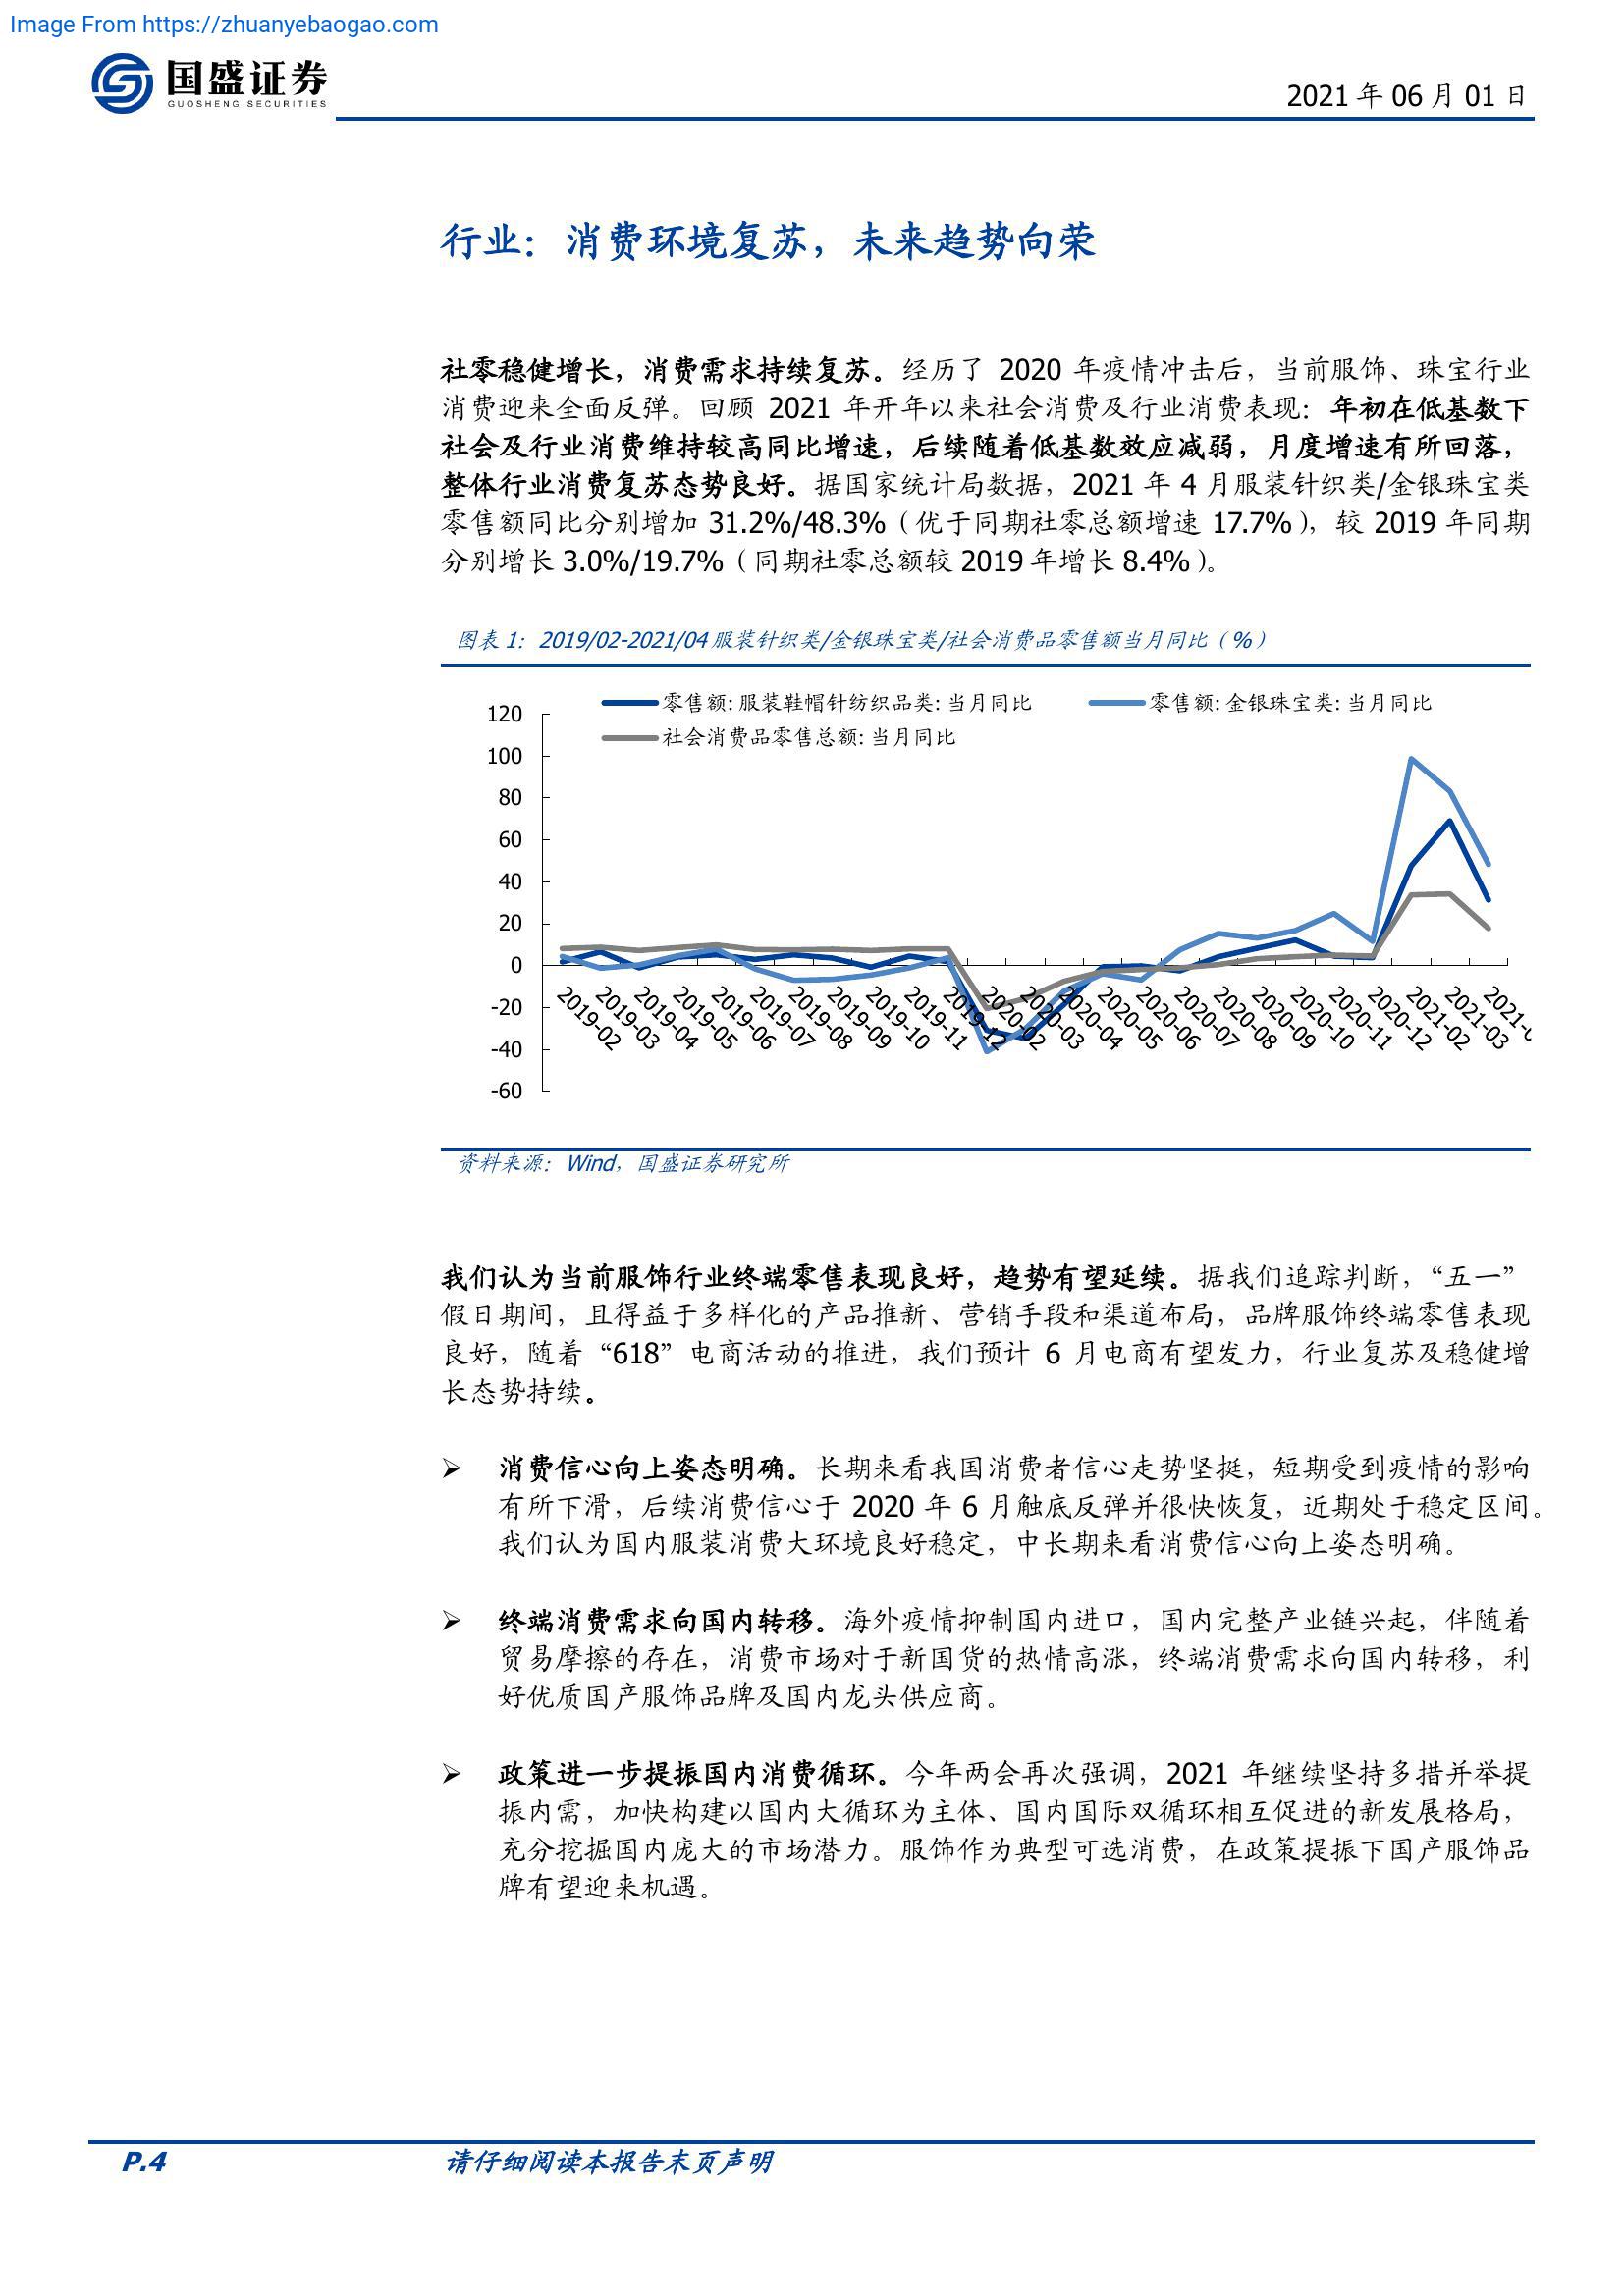 Image From https://zhuanyebaogao.com
国盛证券
GUOSHENG SECURITIES
2021 年 06 月 01 日
行业：消费环境复苏，未来趋势向荣
社零稳健增长，消费需求持续复苏。经历了 2020 年疫情冲击后，当前服饰、珠宝行业
消费迎来全面反弹。回顾 2021 年开年以来社会消费及行业消费表现：年初在低基数下
社会及行业消费维持较高同比增速，后续随着低基数效应减弱，月度增速有所回落，
整体行业消费复苏态势良好。据国家统计局数据，2021 年 4 月服装针织类/金银珠宝类
零售额同比分别增加 31.2%/48.3%（优于同期社零总额增速 17.7%），较 2019 年同期
分别增长 3.0%/19.7%（同期社零总额较 2019 年增长 8.4%）。
图表 1：2019/02-2021/04 服装针织类/金银珠宝类/社会消费品零售额当月同比（%）
零售额: 服装鞋帽针纺织品类: 当月同比
零售额: 金银珠宝类: 当月同比
社会消费品零售总额: 当月同比
120
100
80
60
40
20
0
-20
-40
-60
2019-02
2019-03
2019-04
2019-05
2019-06
2019-07
2019-08
2019-09
2019-10
2019-11
2019-12
2020-02
2020-03
2020-04
2020-05
2020-06
2020-07
2020-08
2020-09
2020-10
2020-11
2020-12
2021-02
2021-03
2021-0
资料来源：Wind，国盛证券研究所
我们认为当前服饰行业终端零售表现良好，趋势有望延续。据我们追踪判断，“五一”
假日期间，且得益于多样化的产品推新、营销手段和渠道布局，品牌服饰终端零售表现
良好，随着“618”电商活动的推进，我们预计 6 月电商有望发力，行业复苏及稳健增
长态势持续。
➢ 消费信心向上姿态明确。长期来看我国消费者信心走势坚挺，短期受到疫情的影响
有所下滑，后续消费信心于 2020 年 6 月触底反弹并很快恢复，近期处于稳定区间。
我们认为国内服装消费大环境良好稳定，中长期来看消费信心向上姿态明确。
➢ 终端消费需求向国内转移。海外疫情抑制国内进口，国内完整产业链兴起，伴随着
贸易摩擦的存在，消费市场对于新国货的热情高涨，终端消费需求向国内转移，利
好优质国产服饰品牌及国内龙头供应商。
➢ 政策进一步提振国内消费循环。今年两会再次强调，2021 年继续坚持多措并举提
振内需，加快构建以国内大循环为主体、国内国际双循环相互促进的新发展格局，
充分挖掘国内庞大的市场潜力。服饰作为典型可选消费，在政策提振下国产服饰品
牌有望迎来机遇。
P.4
请仔细阅读本报告末页声明